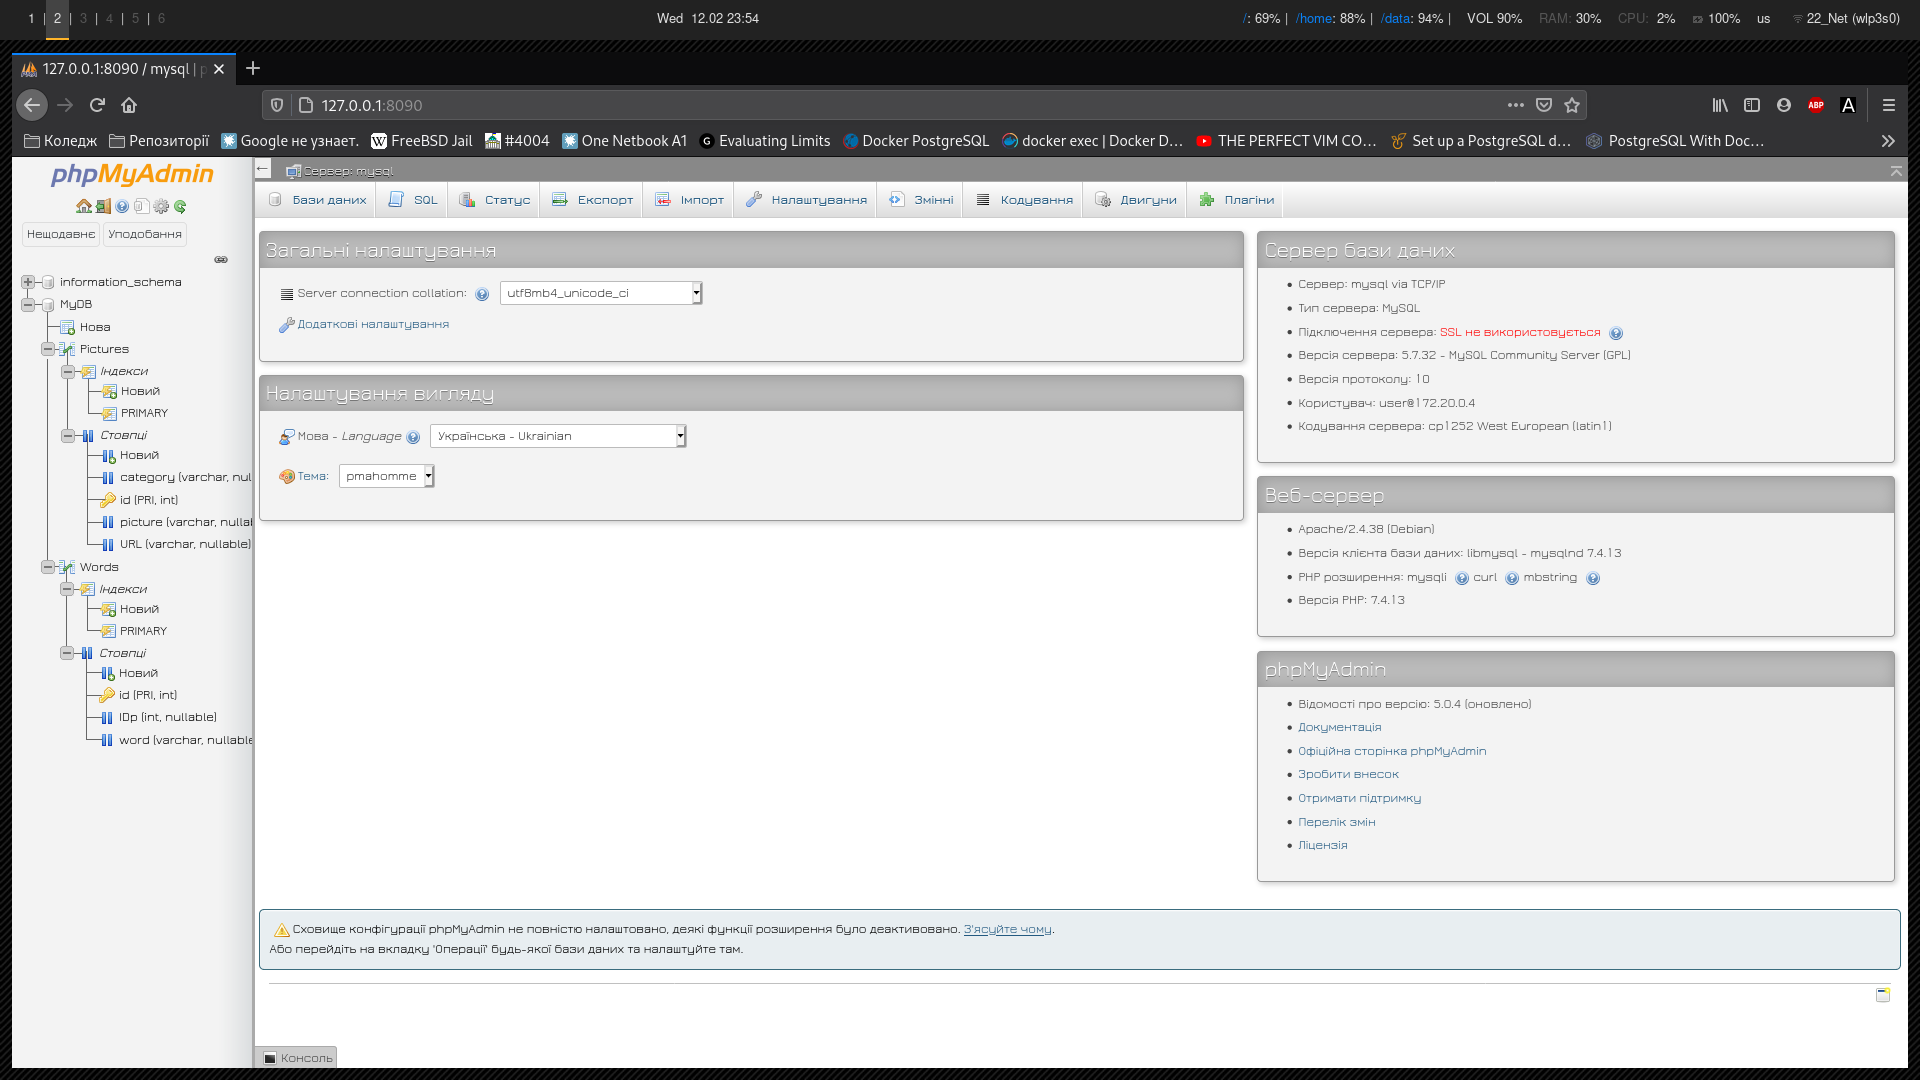 1 | 2 | 3 | 4 | 5 | 6
Wed 12.02 23:54
/: 69% | /home: 88% | /data: 94% | VOL 90% RAM: 30% CPU: 2% 100% us 22_Net (wlp3s0)
127.0.0.1:8090 / mysql | p
127.0.0.1:8090
ABP
A
Коледж
Репозиторії
Google не узнает.
FreeBSD Jail
#4004
One Netbook A1
Evaluating Limits
Docker PostgreSQL
docker exec | Docker D…
THE PERFECT VIM CO…
Set up a PostgreSQL d…
PostgreSQL With Doc…
phpMyAdmin
Нещодавнє
Уподобання
information_schema
MyDB
Нова
Pictures
Індекси
Новий
PRIMARY
Стовпці
Новий
category (varchar, nul
id (PRI, int)
picture (varchar, nullab
URL (varchar, nullable)
Words
Індекси
Новий
PRIMARY
Стовпці
Новий
id (PRI, int)
IDp (int, nullable)
word (varchar, nullable
Сервер: mysql
Бази даних
SQL
Статус
Експорт
Імпорт
Налаштування
Змінні
Кодування
Двигуни
Плагіни
Загальні налаштування
Server connection collation:
utf8mb4_unicode_ci
Додаткові налаштування
Налаштування вигляду
Мова - Language
Українська - Ukrainian
Тема:
pmahomme
Сервер бази даних
Сервер: mysql via TCP/IP
Тип сервера: MySQL
Підключення сервера: SSL не використовується
Версія сервера: 5.7.32 - MySQL Community Server (GPL)
Версія протоколу: 10
Користувач: user@172.20.0.4
Кодування сервера: cp1252 West European (latin1)
Веб-сервер
Apache/2.4.38 (Debian)
Версія клієнта бази даних: libmysql - mysqlnd 7.4.13
PHP розширення: mysqli curl mbstring
Версія PHP: 7.4.13
phpMyAdmin
Відомості про версію: 5.0.4 (оновлено)
Документація
Офіційна сторінка phpMyAdmin
Зробити внесок
Отримати підтримку
Перелік змін
Ліцензія
Сховище конфігурації phpMyAdmin не повністю налаштовано, деякі функції розширення було деактивовано. З'ясуйте чому.
Або перейдіть на вкладку 'Операції' будь-якої бази даних та налаштуйте там.
Консоль